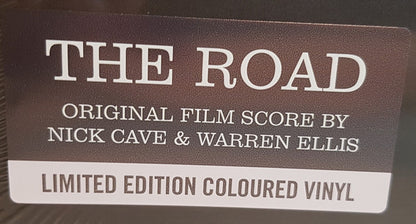 THE ROAD
ORIGINAL FILM SCORE BY
NICK CAVE & WARREN ELLIS
LIMITED EDITION COLOURED VINYL